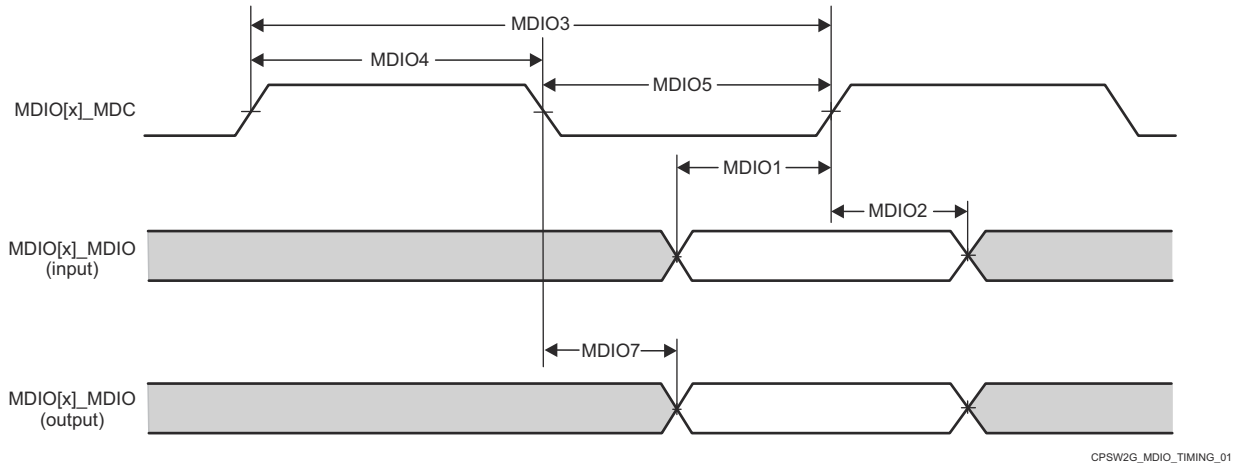 MDIO3
MDIO4
MDIO5
MDIO[x]_MDC
MDIO1
MDIO2
MDIO[x]_MDIO
(input)
MDIO7
MDIO[x]_MDIO
(output)
CPSW2G_MDIO_TIMING_01